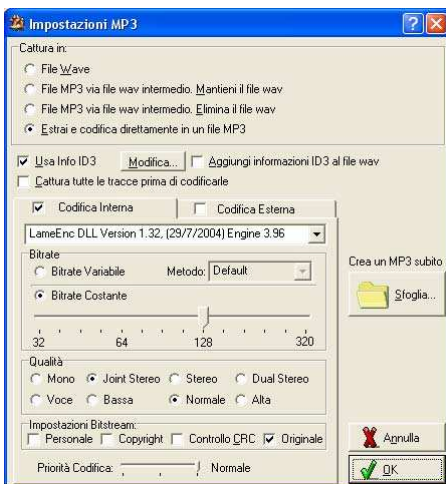 Impostazioni MP3
Cattura in:
File Wave
File MP3 via file wav intermedio. Mantieni il file wav
File MP3 via file wav intermedio. Elimina il file wav
Estrai e codifica direttamente in un file MP3
Usa Info ID3 Modifica... Aggiungi informazioni ID3 al file wav
Cattura tutte le tracce prima di codificarle
Codifica Interna Codifica Esterna
LameEnc DLL Version 1.32, (29/7/2004) Engine 3.96
Bitrate
Bitrate Variabile Metodo: Default
Bitrate Costante
32 64 128 320
Crea un MP3 subito
Sfoglia...
Qualità
Mono Joint Stereo Stereo Dual Stereo
Voce Bassa Normale Alta
Impostazioni Bitstream:
Personale Copyright Controllo CRC Originale
Priorità Codifica: Normale
Annulla
OK